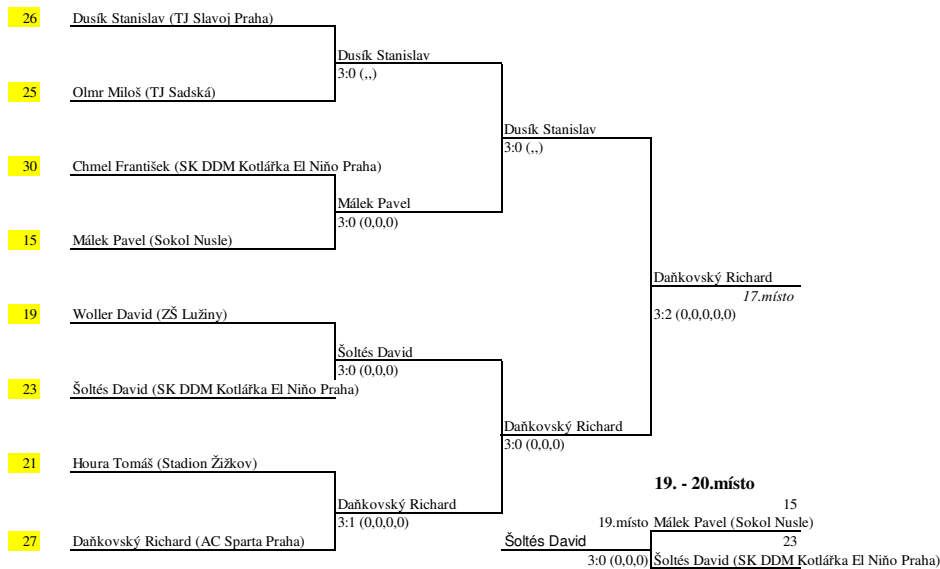 26 Dusík Stanislav (TJ Slavoj Praha)
Dusík Stanislav
3:0 (,,)
25 Olmr Miloš (TJ Sadská)
Dusík Stanislav
3:0 (,,)
30 Chmel František (SK DDM Kotlářka El Niňo Praha)
Málek Pavel
3:0 (0,0,0)
15 Málek Pavel (Sokol Nusle)
Daňkovský Richard
17.místo
3:2 (0,0,0,0,0)
19 Woller David (ZŠ Lužiny)
Šoltés David
3:0 (0,0,0)
23 Šoltés David (SK DDM Kotlářka El Niňo Praha)
Daňkovský Richard
3:0 (0,0,0)
21 Houra Tomáš (Stadion Žižkov)
Daňkovský Richard
3:1 (0,0,0,0)
27 Daňkovský Richard (AC Sparta Praha)
19. - 20.místo
15
19.místo Málek Pavel (Sokol Nusle)
Šoltés David
23
3:0 (0,0,0) Šoltés David (SK DDM Kotlářka El Niňo Praha)